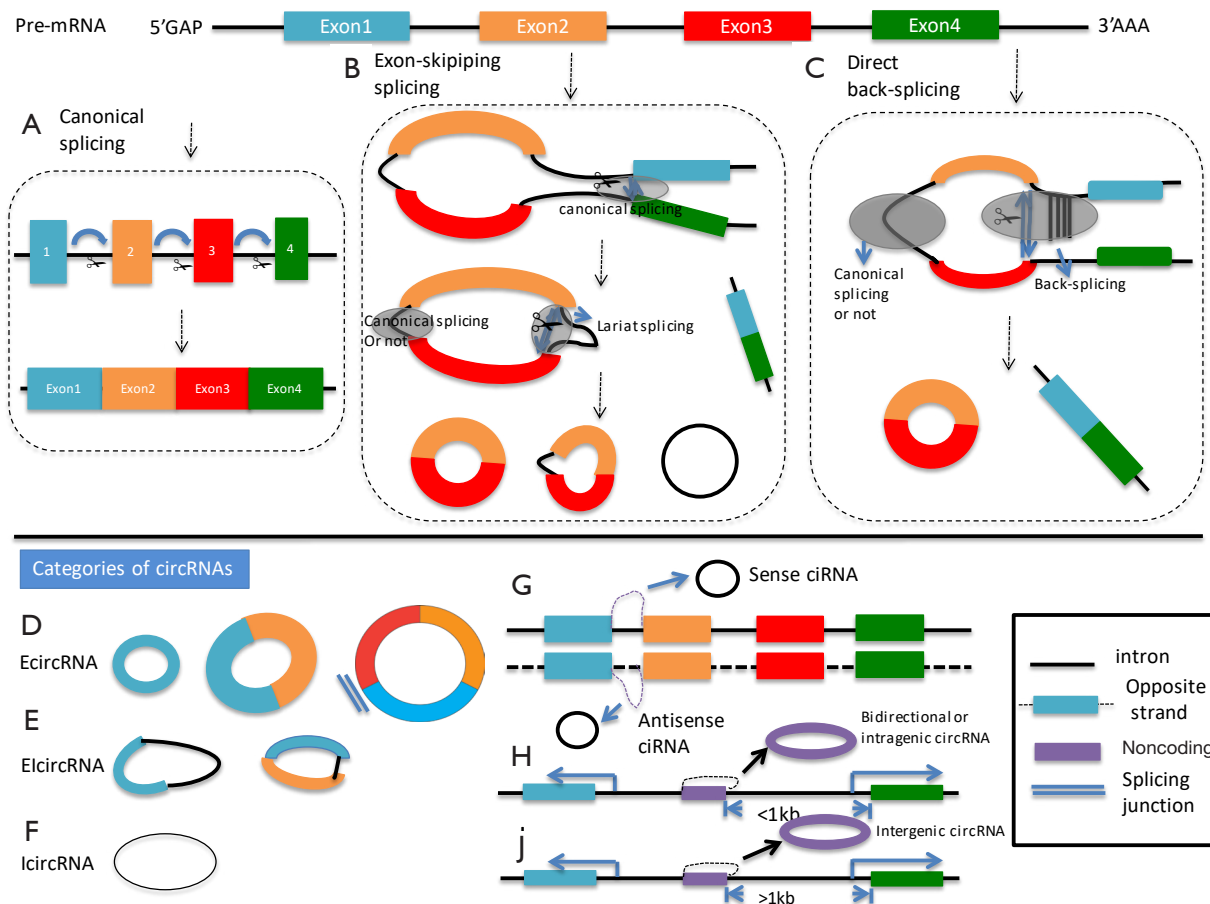 Pre-mRNA
5'GAP
Exon1
Exon2
Exon3
Exon4
3'AAA
A
Canonical
splicing
1
2
3
4
Exon1
Exon2
Exon3
Exon4
B
Exon-skipiping
splicing
canonical splicing
Canonical splicing
Or not
Lariat splicing
C
Direct
back-splicing
Canonical
splicing
or not
Back-splicing
Categories of circRNAs
D
EcircRNA
E
ElcircRNA
F
IcircRNA
G
Sense ciRNA
Antisense
ciRNA
H
Bidirectional or
intragenic circRNA
<1kb
j
Intergenic circRNA
>1kb
intron
Opposite
strand
Noncoding
Splicing
junction